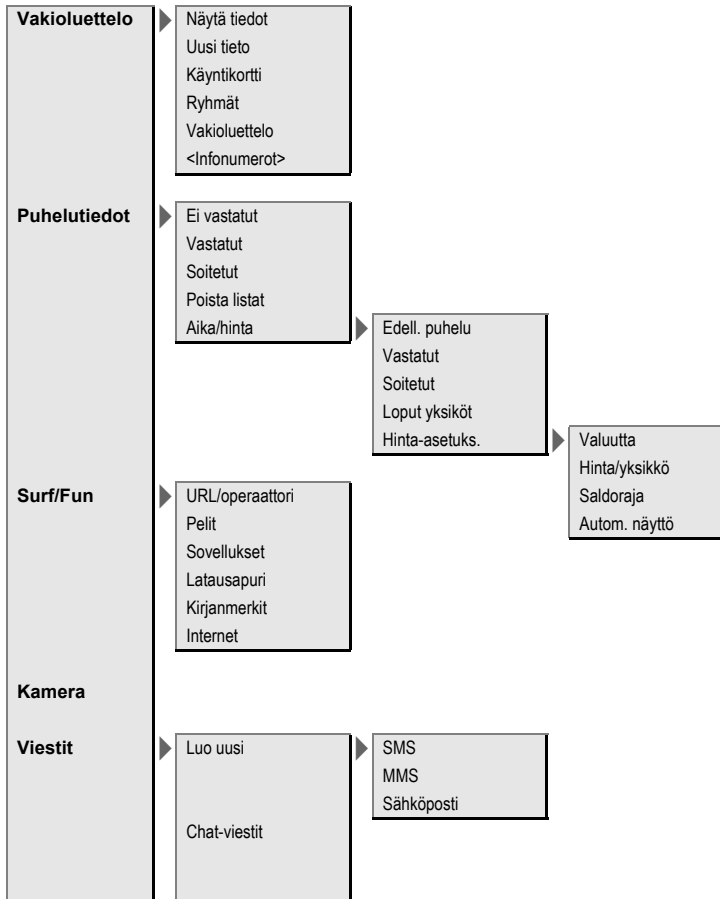 Vakioluettelo
Näytä tiedot
Uusi tieto
Käyntikortti
Ryhmät
Vakioluettelo
<Infonumerot>
Puhelutiedot
Ei vastatut
Vastatut
Soitetut
Poista listat
Aika/hinta
Edell. puhelu
Vastatut
Soitetut
Loput yksiköt
Hinta-asetuks.
Valuutta
Hinta/yksikkö
Saldoraja
Autom. näyttö
Surf/Fun
URL/operaattori
Pelit
Sovellukset
Latausapuri
Kirjanmerkit
Internet
Kamera
Viestit
Luo uusi
SMS
MMS
Sähköposti
Chat-viestit